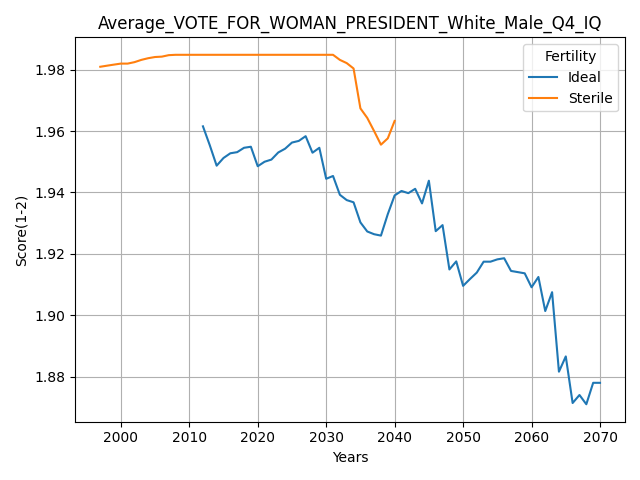 Average_VOTE_FOR_WOMAN_PRESIDENT_White_Male_Q4_IQ
Fertility
Ideal
Sterile
Score(1-2)
1.98
1.96
1.94
1.92
1.90
1.88
2000 2010 2020 2030 2040 2050 2060 2070
Years